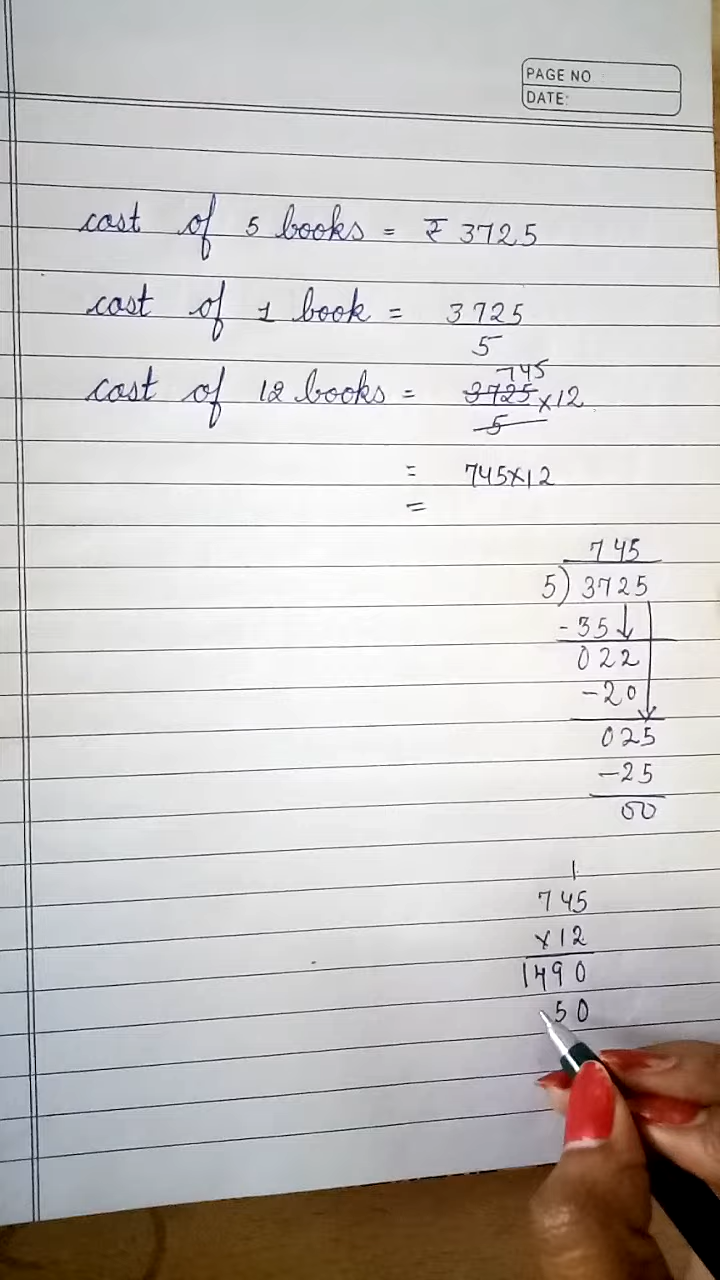 PAGE NO
DATE:
cost of 5 books = ₹ 3725
cost of 1 book = 3725
5
745
cost of 12 books = 3725 x 12
5
= 745x12
=
745
5) 3725
-35
022
-20
025
-25
00
1
745
x12
1490
50